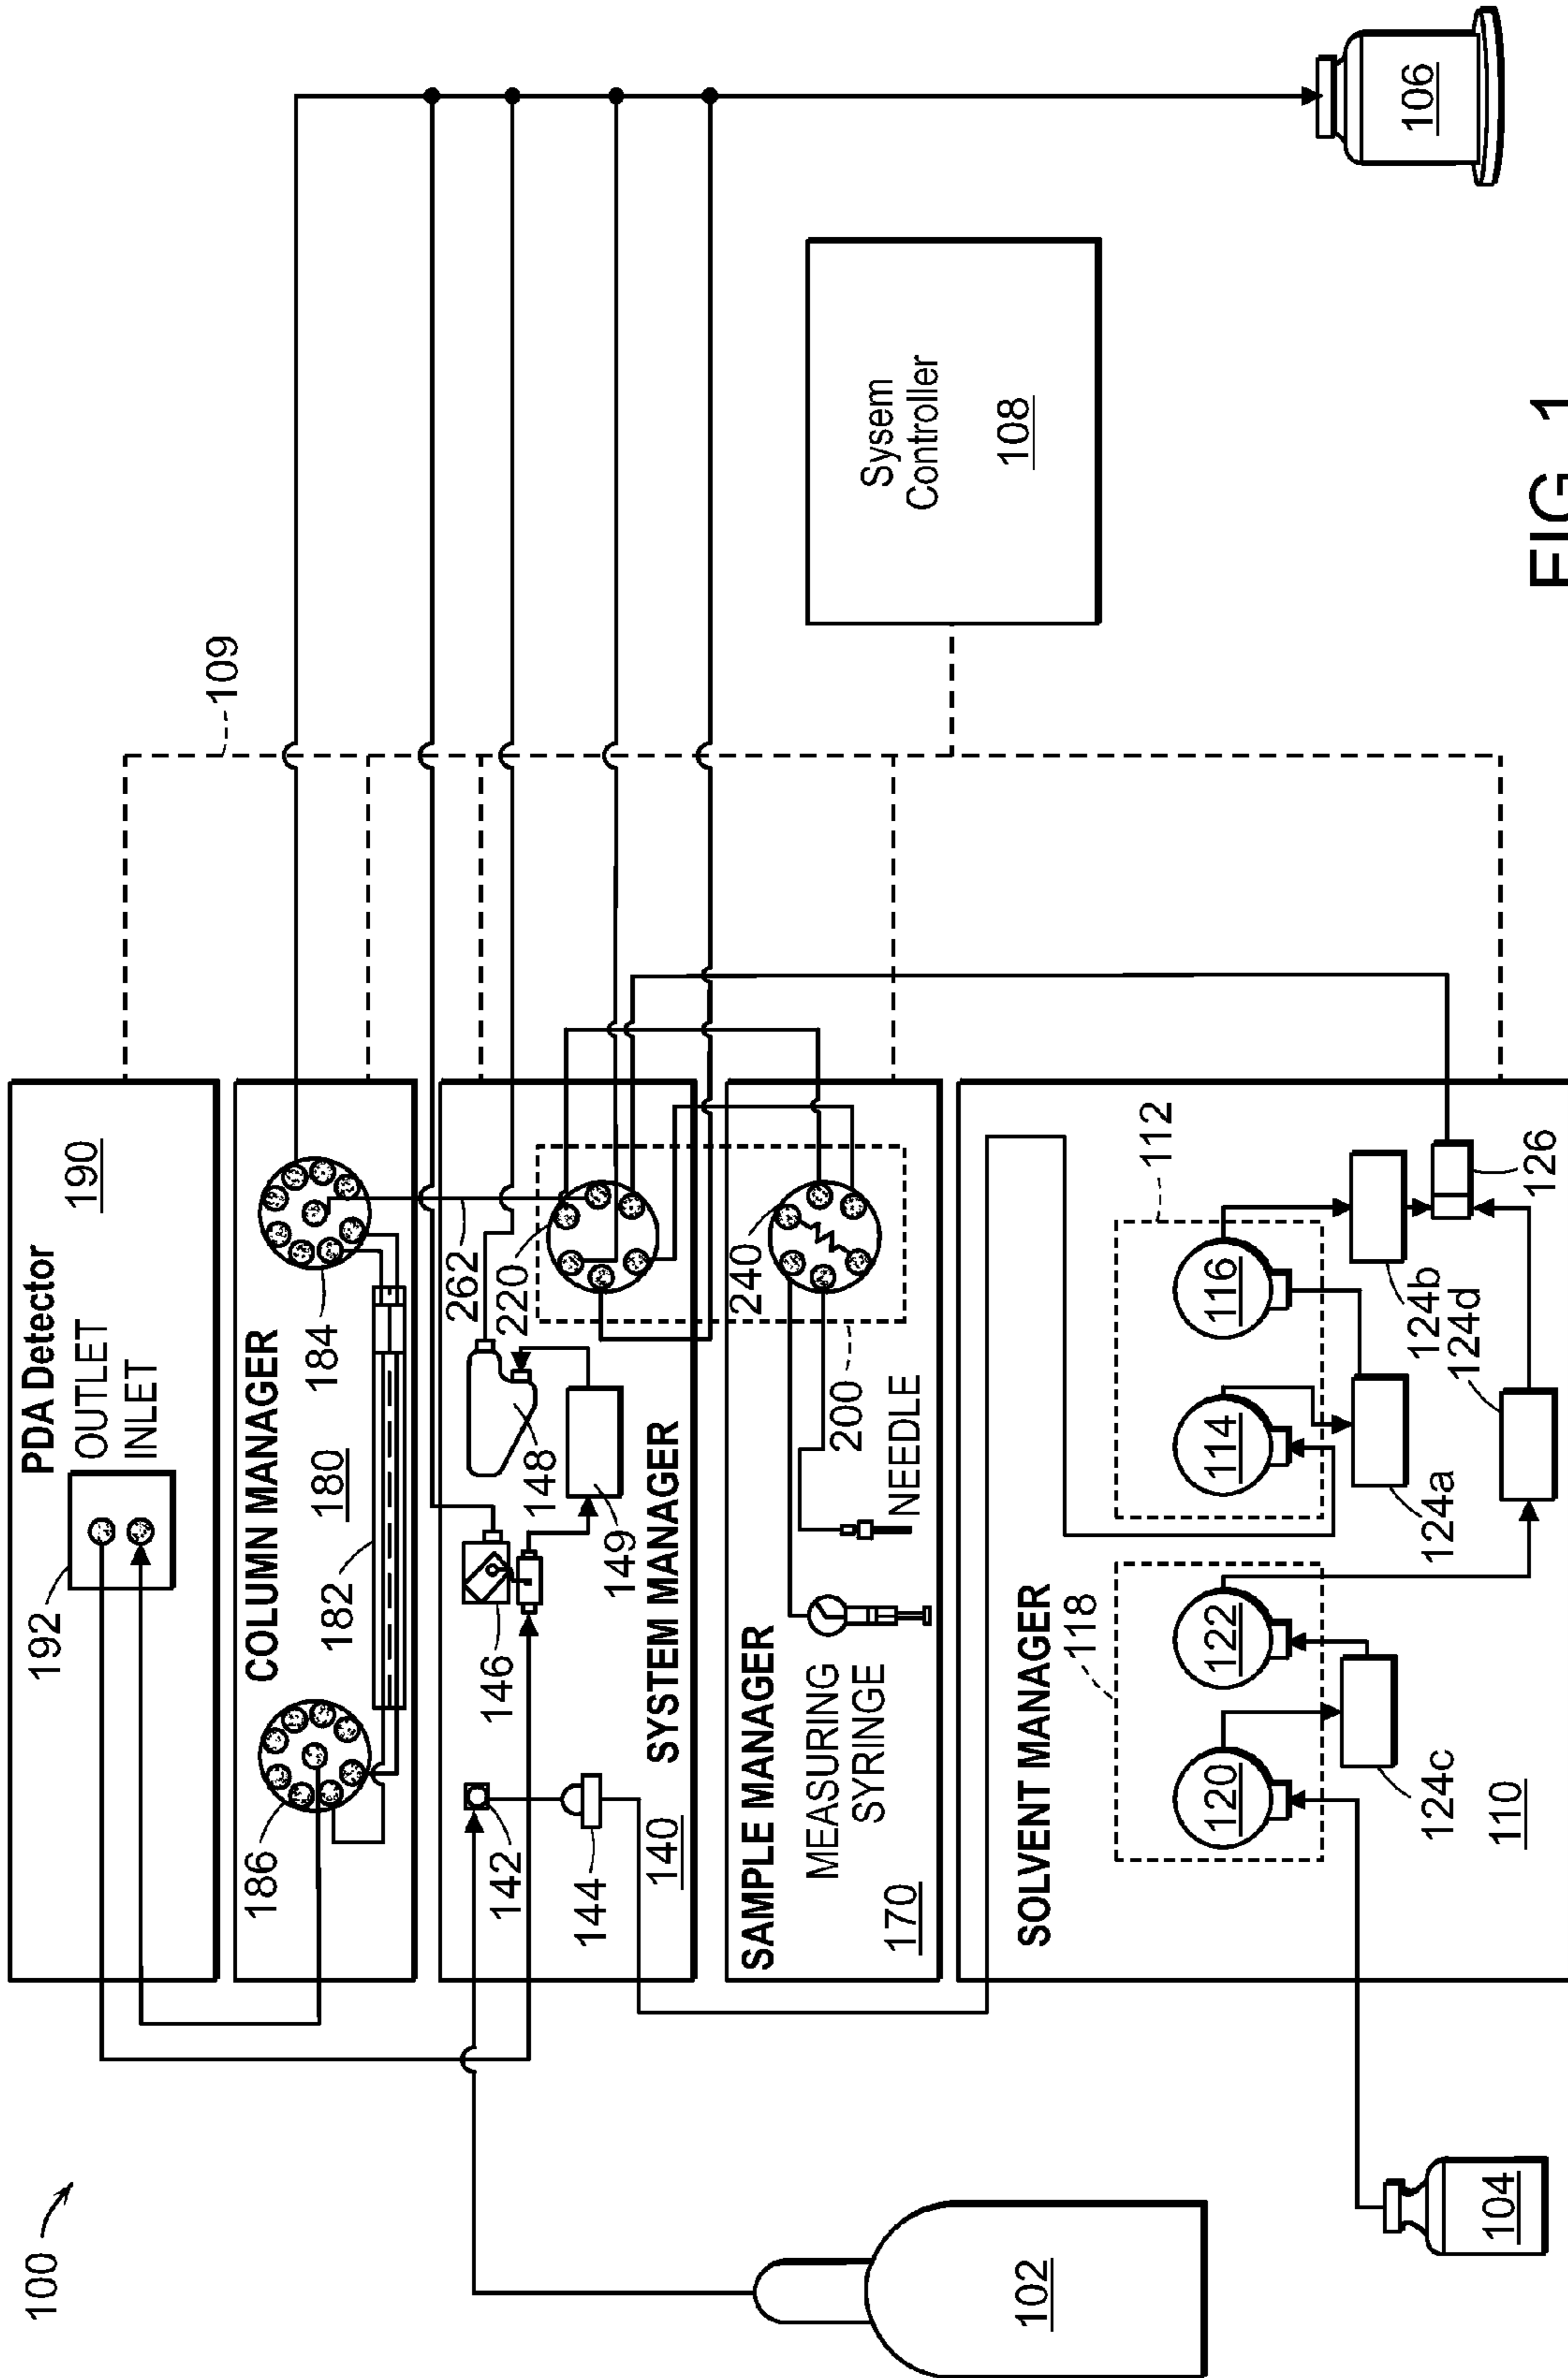 100
PDA Detector
190
192
OUTLET
INLET
109
186
COLUMN MANAGER
180
182
184
142
144
140
146
148
149
SYSTEM MANAGER
262
220
SAMPLE MANAGER
170
MEASURING
SYRINGE
NEEDLE
200
240
Sysem
Controller
108
102
104
106
SOLVENT MANAGER
118
120
122
112
114
116
124c
110
124a
124b
124d
126
FIG. 1